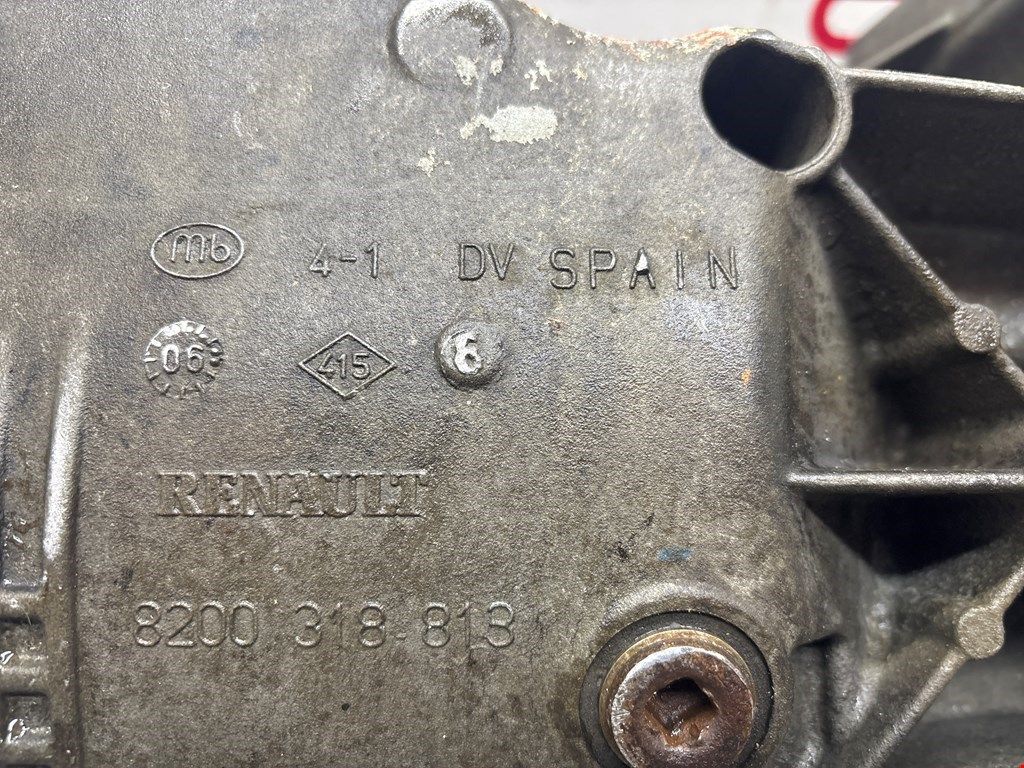 Mb 4-1 DV SPAIN
06 415 6
RENAULT
8200 318 813